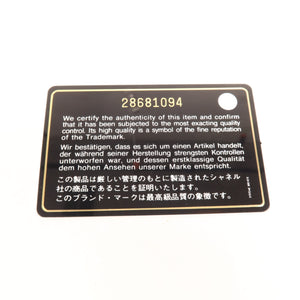 28681094
We certify the authenticity of this item and confirm
that it has been subjected to the most exacting quality
control. Its high quality is a symbol of the fine reputation
of the Trademark.
Wir bestätigen, dass es sich um einen Artikel handelt,
der während seiner Herstellung strengsten Kontrollen
unterworfen war, und dessen erstklassige Qualität
dem hohen Ansehen unserer Marke entspricht.
この製品は厳しい管理のもとに製造されたシャネル
社の商品であることを証明いたします。
このブランド・マークは最高級品質の象徴です。